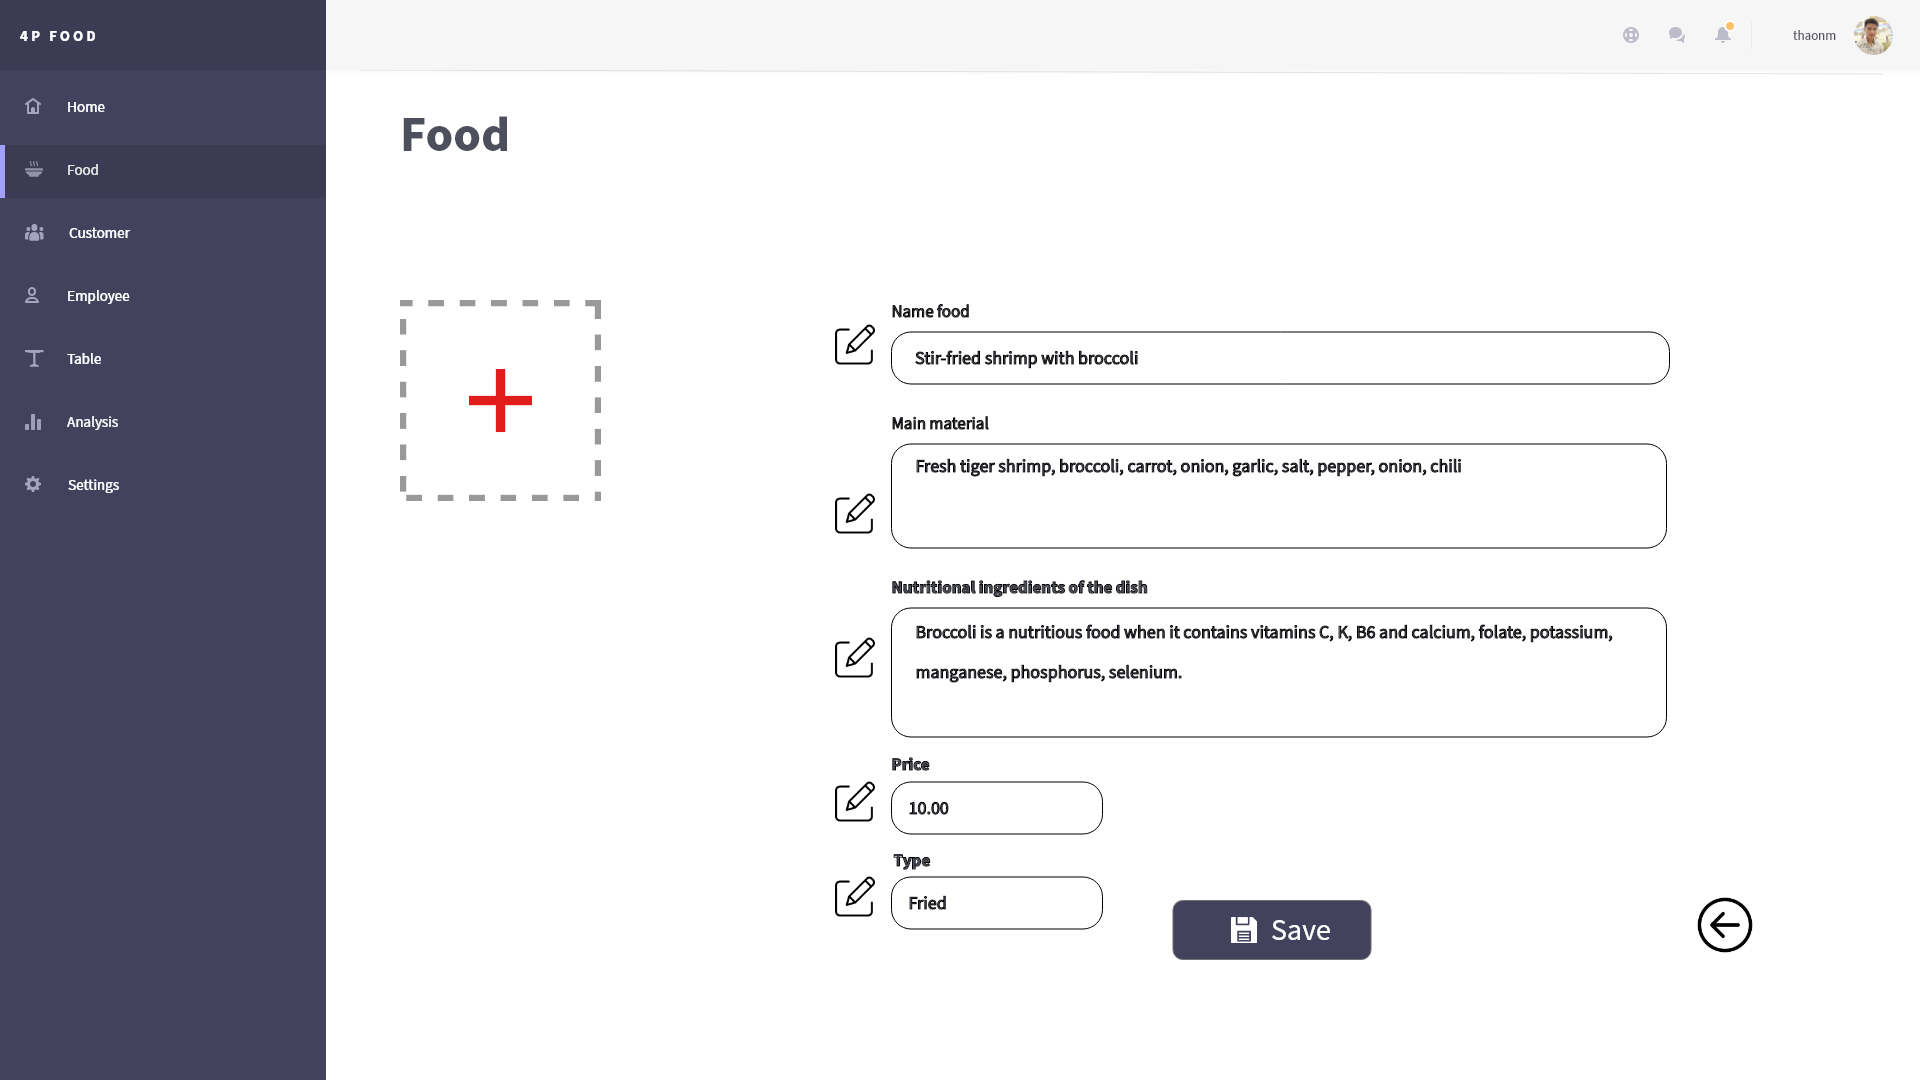 4P FOOD
thaonm
Home
Food
Customer
Employee
Table
Analysis
Settings
Food
Name food
Stir-fried shrimp with broccoli
Main material
Fresh tiger shrimp, broccoli, carrot, onion, garlic, salt, pepper, onion, chili
Nutritional ingredients of the dish
Broccoli is a nutritious food when it contains vitamins C, K, B6 and calcium, folate, potassium,
manganese, phosphorus, selenium.
Price
10.00
Type
Fried
Save